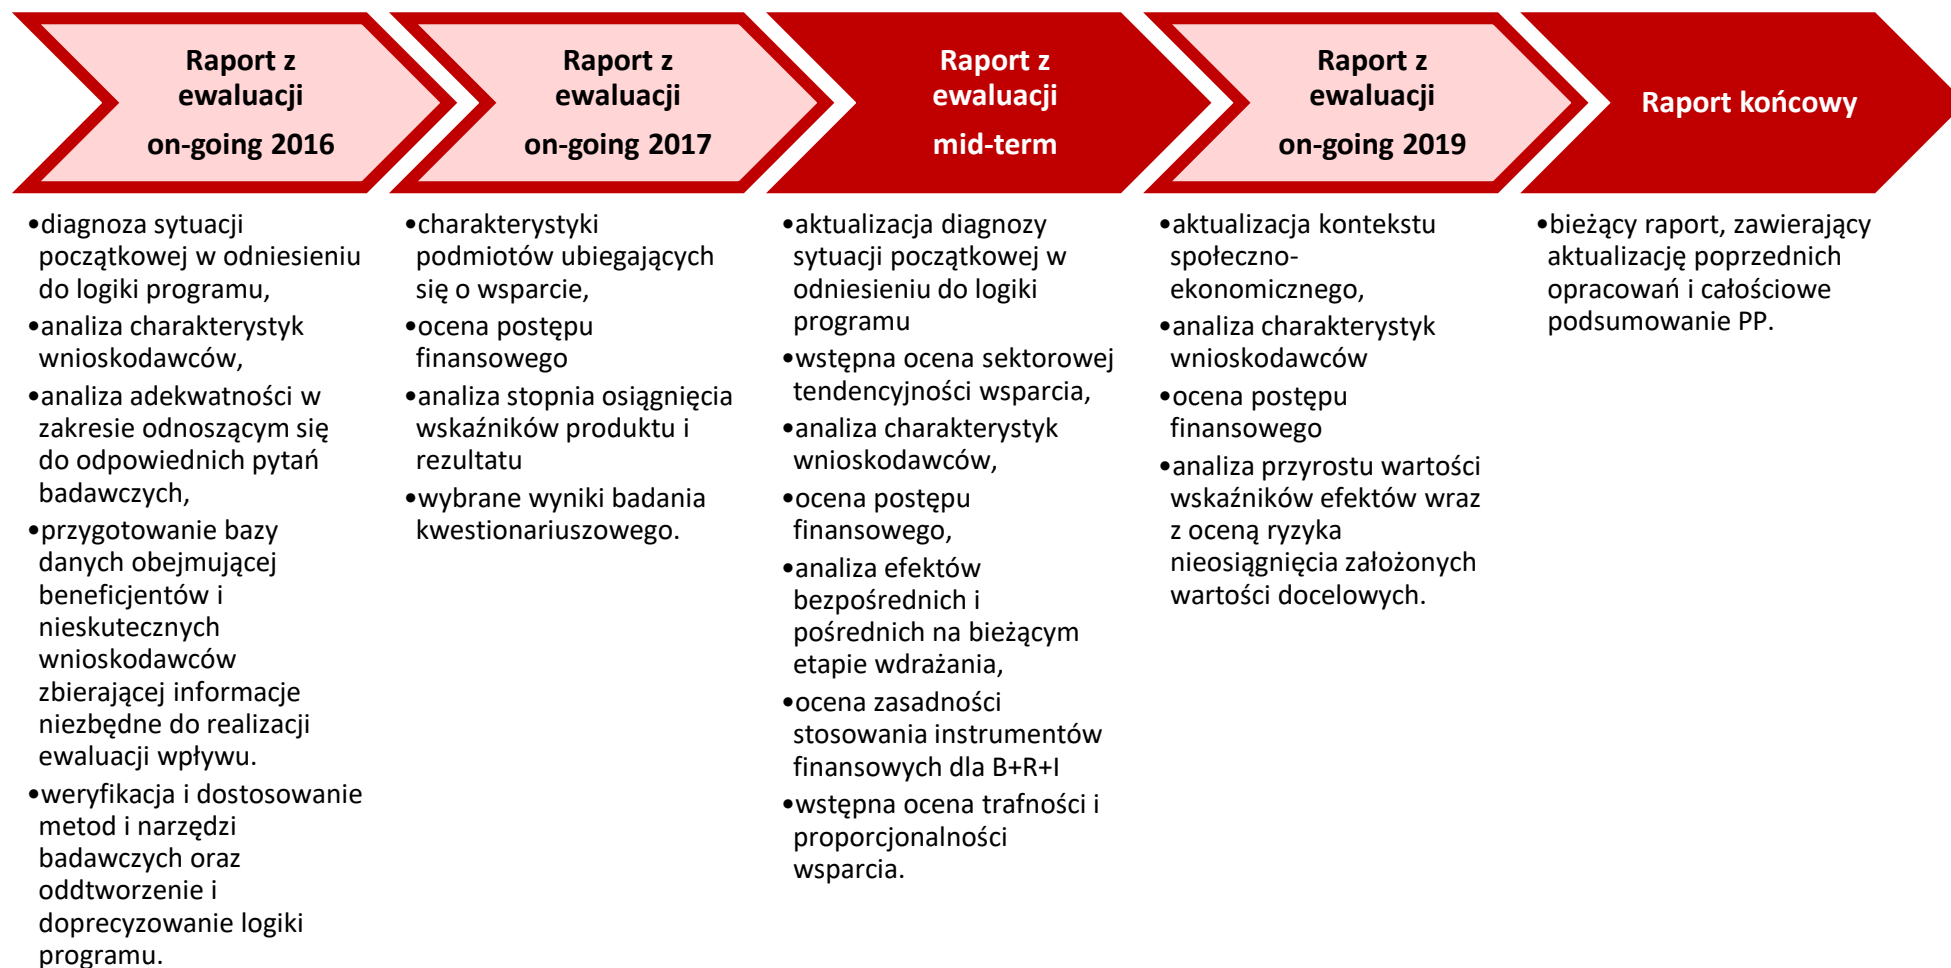 Raport z
ewaluacji
on-going 2016
•diagnoza sytuacji
początkowej w odniesieniu
do logiki programu,
•analiza charakterystyk
wnioskodawców,
•analiza adekwatności w
zakresie odnoszącym się
do odpowiednich pytań
badawczych,
•przygotowanie bazy
danych obejmującej
beneficjentów i
nieskutecznych
wnioskodawców
zbierającej informacje
niezbędne do realizacji
ewaluacji wpływu.
•weryfikacja i dostosowanie
metod i narzędzi
badawczych oraz
oddtworzenie i
doprecyzowanie logiki
programu.
Raport z
ewaluacji
on-going 2017
•charakterystyki
podmiotów ubiegających
się o wsparcie,
•ocena postępu
finansowego
•analiza stopnia osiągnięcia
wskaźników produktu i
rezultatu
•wybrane wyniki badania
kwestionariuszowego.
Raport z
ewaluacji
mid-term
•aktualizacja diagnozy
sytuacji początkowej w
odniesieniu do logiki
programu
•wstępna ocena sektorowej
tendencyjności wsparcia,
•analiza charakterystyk
wnioskodawców,
•ocena postępu
finansowego,
•analiza efektów
bezpośrednich i
pośrednich na bieżącym
etapie wdrażania,
•ocena zasadności
stosowania instrumentów
finansowych dla B+R+I
•wstępna ocena trafności i
proporcjonalności
wsparcia.
Raport z
ewaluacji
on-going 2019
•aktualizacja kontekstu
społeczno-
ekonomicznego,
•analiza charakterystyk
wnioskodawców
•ocena postępu
finansowego
•analiza przyrostu wartości
wskaźników efektów wraz
z oceną ryzyka
nieosiągnięcia założonych
wartości docelowych.
Raport końcowy
•bieżący raport, zawierający
aktualizację poprzednich
opracowań i całościowe
podsumowanie PP.